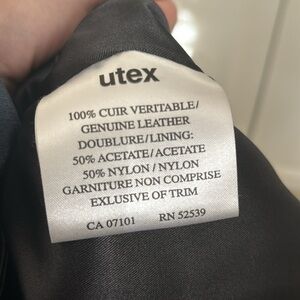 utex
100% CUIR VERITABLE/
GENUINE LEATHER
DOUBLURE/LINING:
50% ACETATE/ACETATE
50% NYLON/NYLON
GARNITURE NON COMPRISE
EXLUSIVE OF TRIM
CA 07101 RN 52539